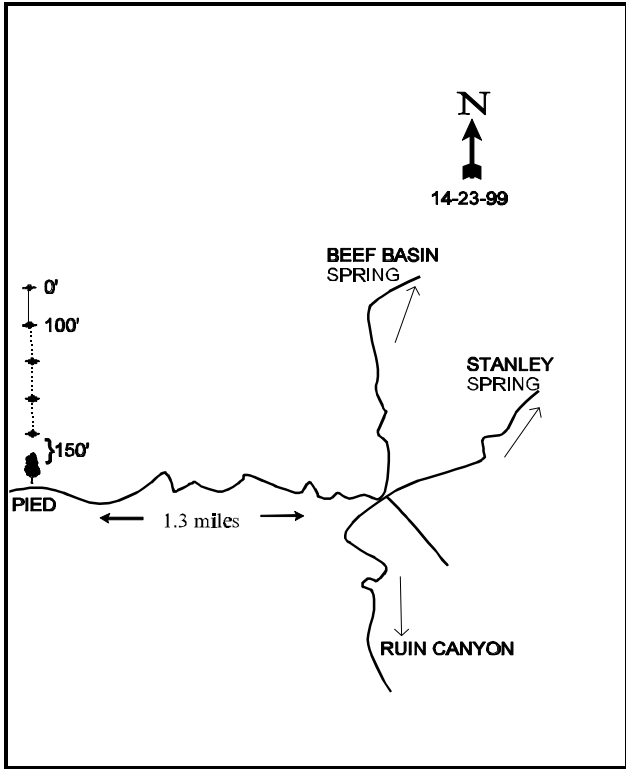 N
14-23-99
BEEF BASIN
SPRING
0'
100'
STANLEY
SPRING
}150'
PIED
1.3 miles
RUIN CANYON